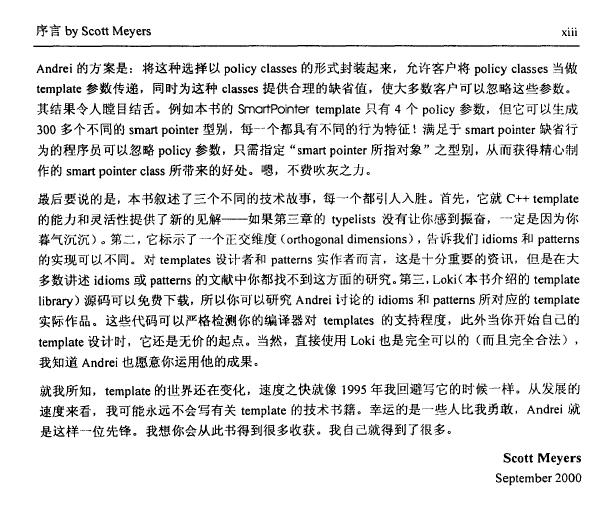 序言 by Scott Meyers xiii
Andrei 的方案是：将这种选择以 policy classes 的形式封装起来，允许客户将 policy classes 当做
template 参数传递，同时为这种 classes 提供合理的缺省值，使大多数客户可以忽略这些参数。
其结果令人瞠目结舌。例如本书的 SmartPointer template 只有 4 个 policy 参数，但它可以生成
300 多个不同的 smart pointer 型别，每一个都具有不同的行为特征！满足于 smart pointer 缺省行
为的程序员可以忽略 policy 参数，只需指定“smart pointer 所指对象”之型别，从而获得精心制
作的 smart pointer class 所带来的好处。嗯，不费吹灰之力。
最后要说的是，本书叙述了三个不同的技术故事，每一个都引人入胜。首先，它就 C++ template
的能力和灵活性提供了新的见解——如果第三章的 typelists 没有让你感到振奋，一定是因为你
暮气沉沉）。第二，它标示了一个正交维度（orthogonal dimensions），告诉我们 idioms 和 patterns
的实现可以不同。对 templates 设计者和 patterns 实作者而言，这是十分重要的资讯，但是在大
多数讲述 idioms 或 patterns 的文献中你都找不到这方面的研究。第三，Loki（本书介绍的 template
library）源码可以免费下载，所以你可以研究 Andrei 讨论的 idioms 和 patterns 所对应的 template
实际作品。这些代码可以严格检测你的编译器对 templates 的支持程度，此外当你开始自己的
template 设计时，它还是无价的起点。当然，直接使用 Loki 也是完全可以的（而且完全合法），
我知道 Andrei 也愿意你运用他的成果。
就我所知，template 的世界还在变化，速度之快就像 1995 年我回避写它的时候一样。从发展的
速度来看，我可能永远不会写有关 template 的技术书籍。幸运的是一些人比我勇敢，Andrei 就
是这样一位先锋。我想你会从此书得到很多收获。我自己就得到了很多。
Scott Meyers
September 2000